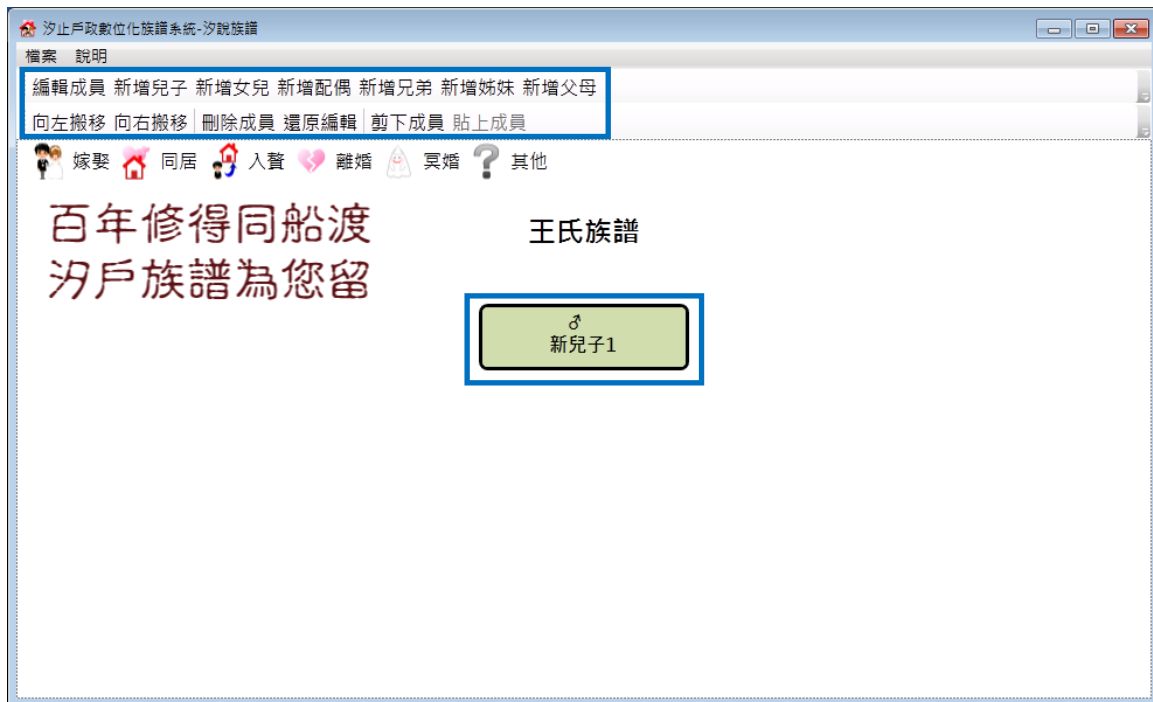 汐止戶政數位化族譜系統-汐說族譜
檔案 說明
編輯成員 新增兒子 新增女兒 新增配偶 新增兄弟 新增姊妹 新增父母
向左搬移 向右搬移 刪除成員 還原編輯 剪下成員 貼上成員
嫁娶 同居 入贅 離婚 冥婚 ? 其他
百年修得同船渡
汐戶族譜為您留
王氏族譜
♂
新兒子1